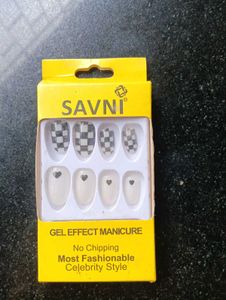 SAVNI
GEL EFFECT MANICURE
No Chipping
Most Fashionable
Celebrity Style